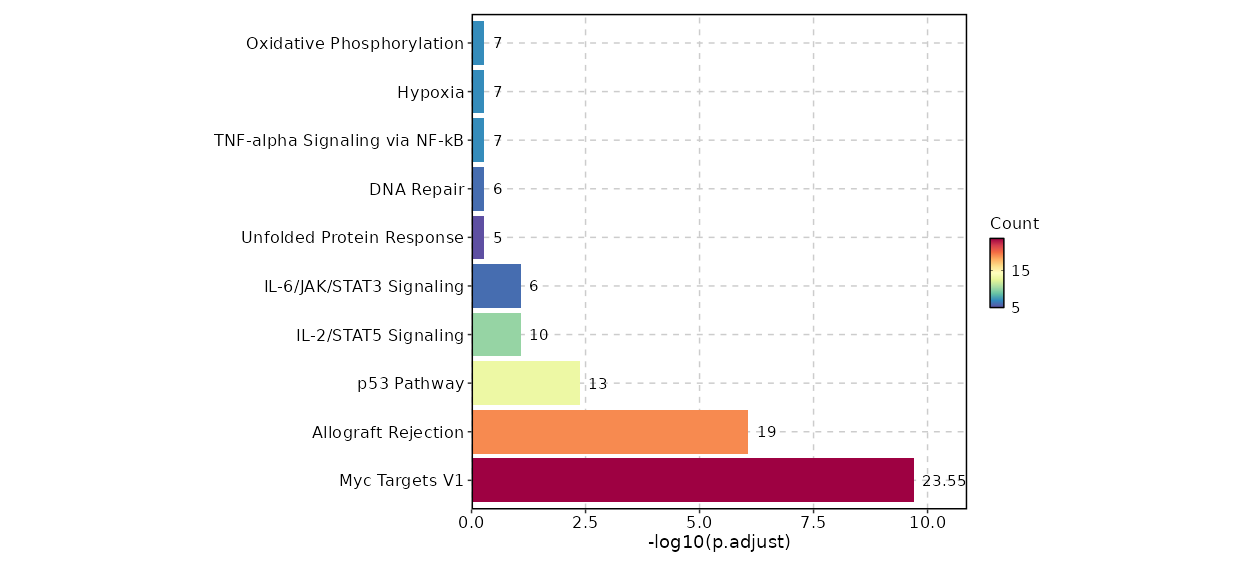 Oxidative Phosphorylation 7
Hypoxia 7
TNF-alpha Signaling via NF-kB 7
DNA Repair 6
Unfolded Protein Response 5
IL-6/JAK/STAT3 Signaling 6
IL-2/STAT5 Signaling 10
p53 Pathway 13
Allograft Rejection 19
Myc Targets V1 23.55
0.0 2.5 5.0 7.5 10.0
-log10(p.adjust)
Count
15
5